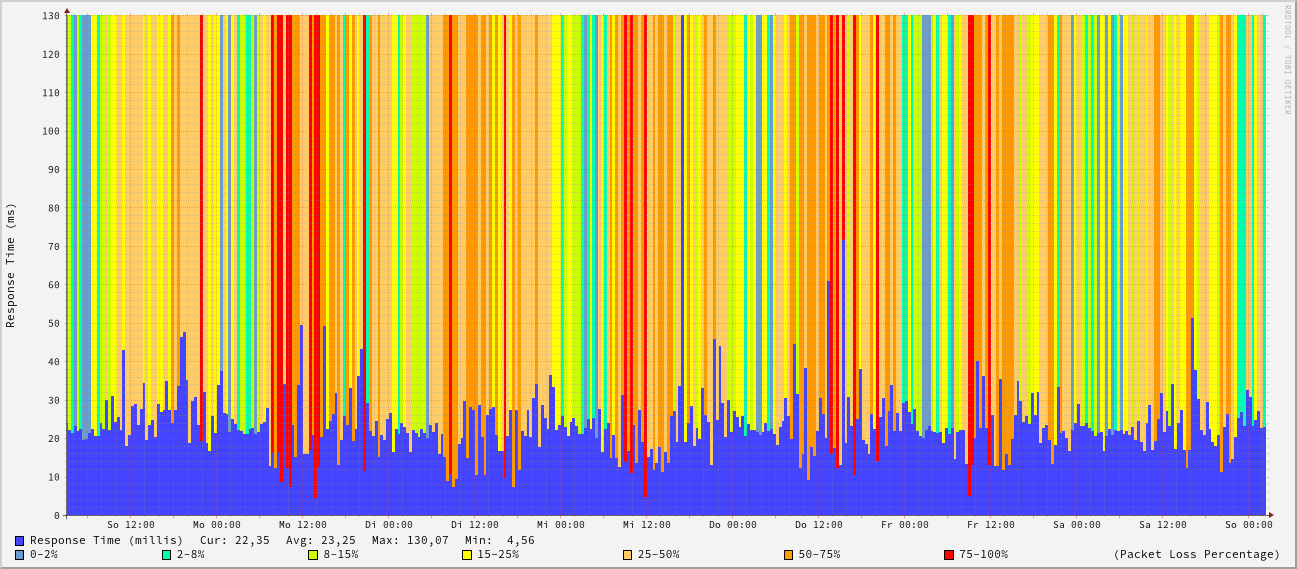 RRDTOOL / TOBI OETIKER
Response Time (ms)
130
120
110
100
90
80
70
60
50
40
30
20
10
0
So 12:00 Mo 00:00 Mo 12:00 Di 00:00 Di 12:00 Mi 00:00 Mi 12:00 Do 00:00 Do 12:00 Fr 00:00 Fr 12:00 Sa 00:00 Sa 12:00 So 00:00
Response Time (millis) Cur: 22,35 Avg: 23,25 Max: 130,07 Min: 4,56
0-2% 2-8% 8-15% 15-25% 25-50% 50-75% 75-100% (Packet Loss Percentage)